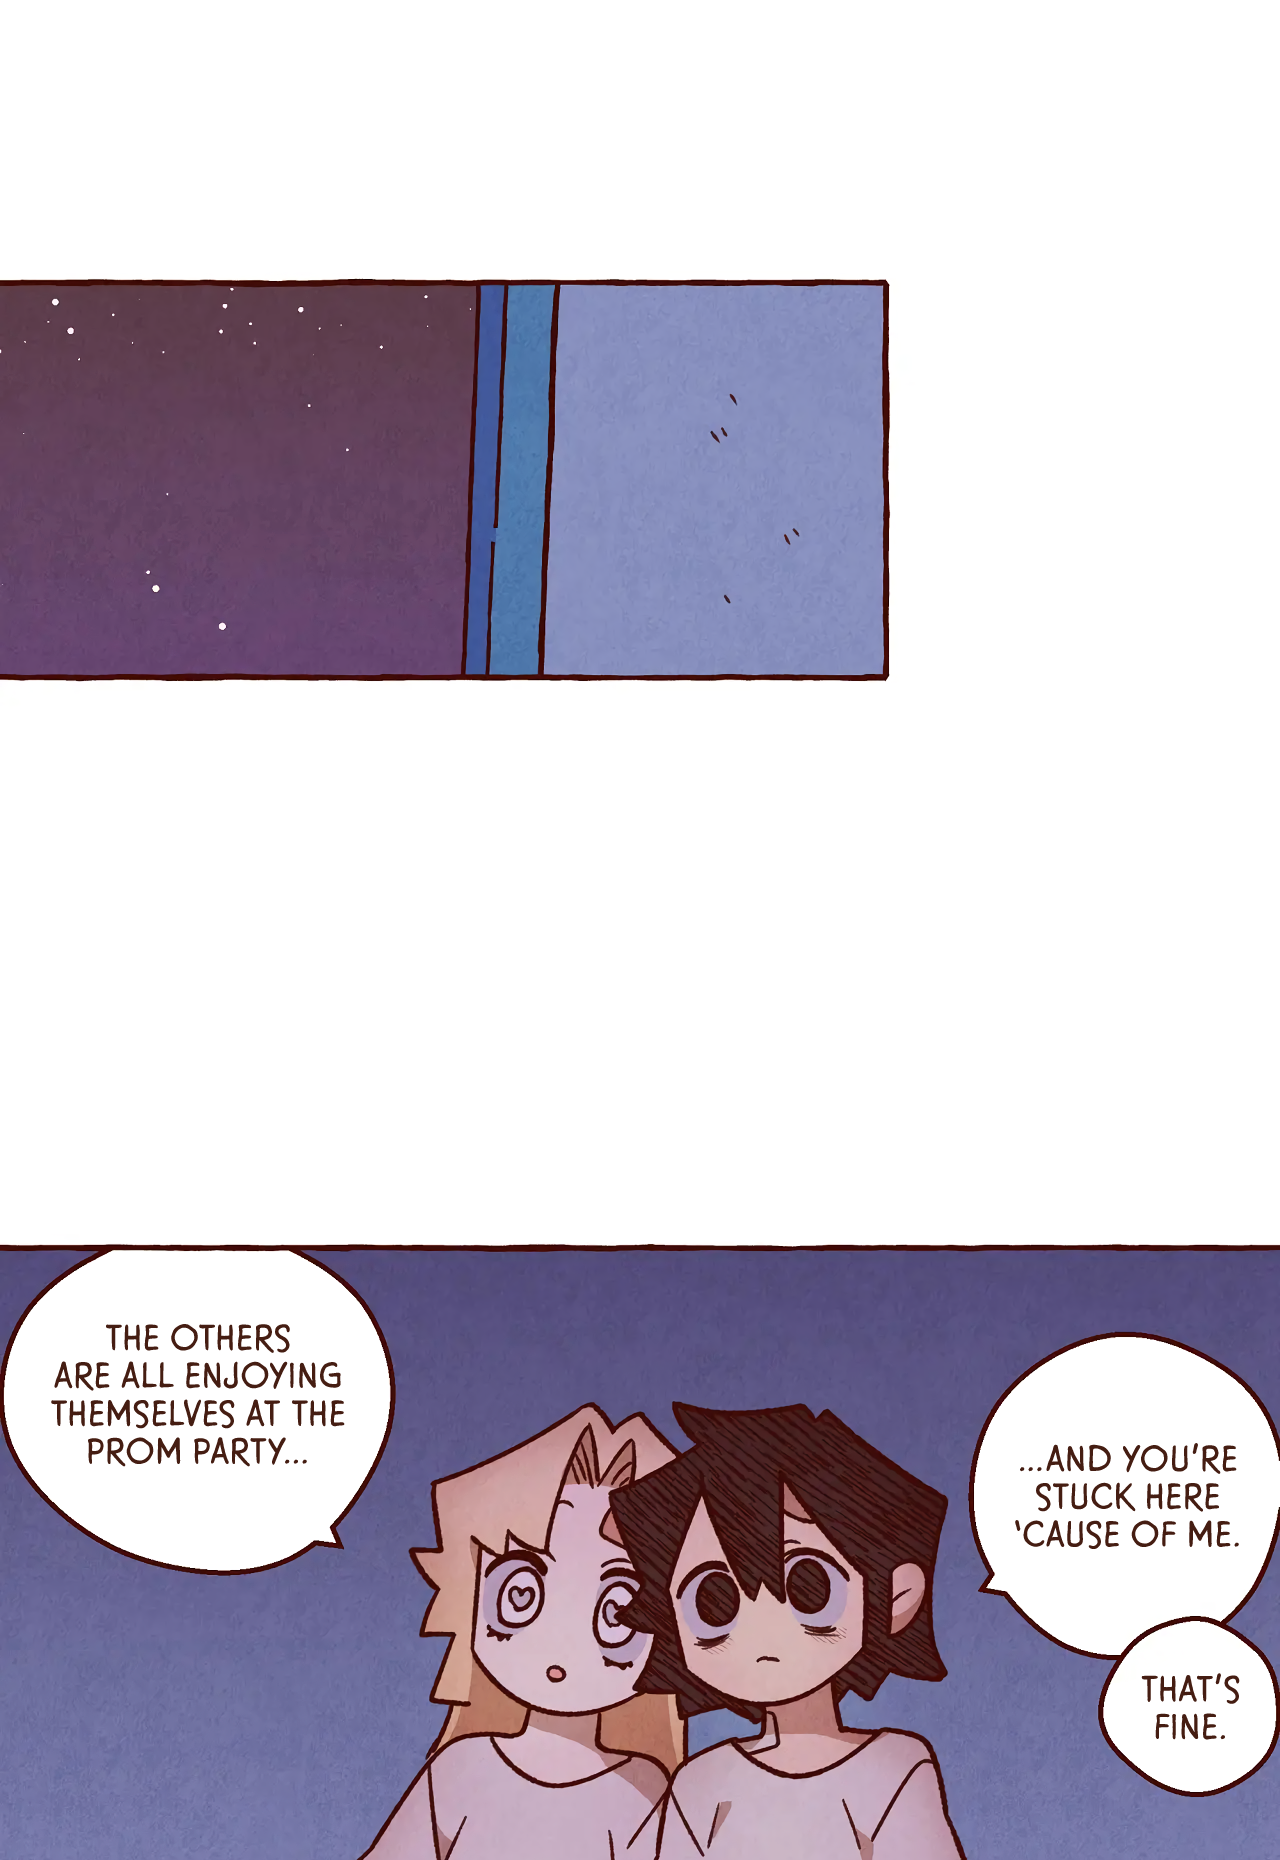 THE OTHERS
ARE ALL ENJOYING
THEMSELVES AT THE
PROM PARTY...
...AND YOU'RE
STUCK HERE
'CAUSE OF ME.
THAT'S
FINE.